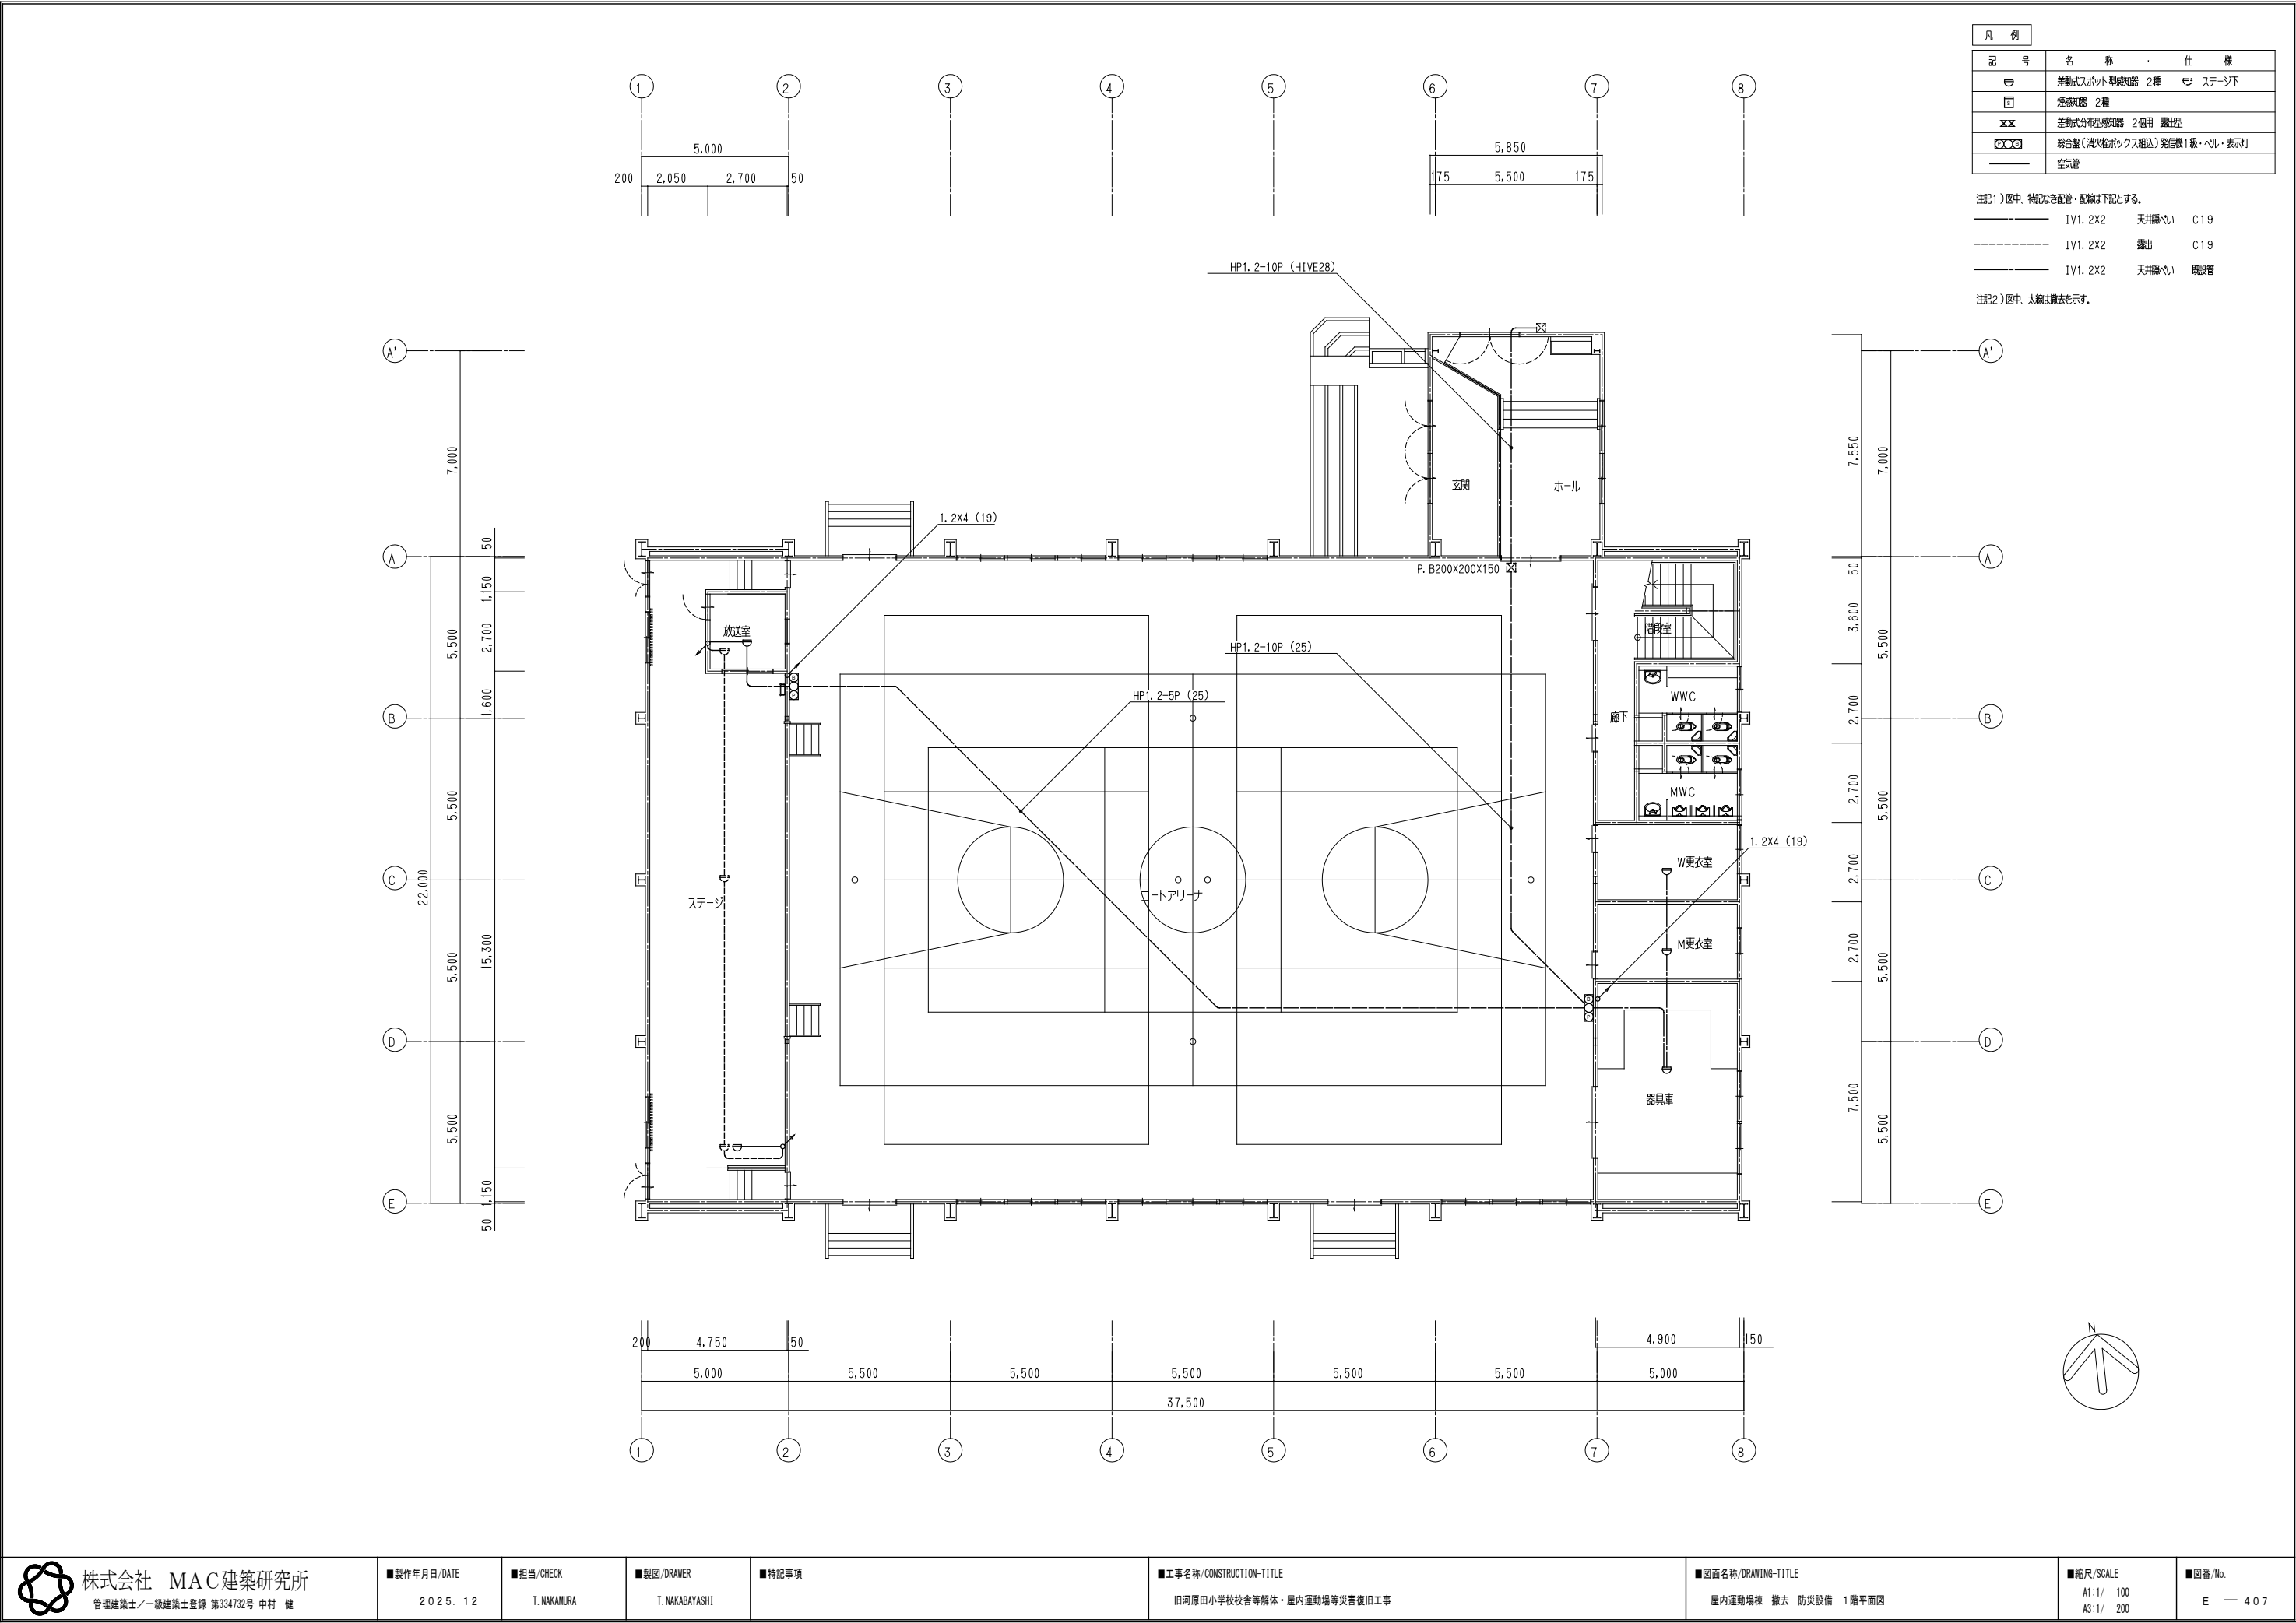 凡 例
記 号 名 称 ・ 仕 様
差動式スポット型感知器 2種 ステージ下
S 煙感知器 2種
差動式分布型感知器 2個用 露出型
P B 総合盤(消火栓ボックス組込)発信機1級・ベル・表示灯
空気管
注記1)図中、特記なき配管・配線は下記とする。
IV1.2X2 天井隠ぺい C19
IV1.2X2 露出 C19
IV1.2X2 天井隠ぺい 既設管
注記2)図中、太線は撤去を示す。
1 2 3 4 5 6 7 8
5,000 5,850
200 2,050 2,700 50 175 5,500 175
HP1.2-10P (HIVE28)
A' A'
7,000 7,550 7,000
玄関 ホール
1.2X4 (19)
A A
50 50
P.B200X200X150
1,150
3,600
放送室 階段室
5,500 2,700 5,500
HP1.2-10P (25)
HP1.2-5P (25)
WWC
1,600 2,700
B 廊下 B
5,500 2,700 5,500
MWC
1.2X4 (19)
W更衣室
2,700
C C
22,000
ステージ コートアリーナ
M更衣室
5,500 15,300 2,700 5,500
D D
器具庫
5,500 7,500 5,500
1,150
E E
50
N
200 4,750 50 4,900 150
5,000 5,500 5,500 5,500 5,500 5,500 5,000
37,500
1 2 3 4 5 6 7 8
株式会社 MAC建築研究所
管理建築士/一級建築士登録 第334732号 中村 健
■製作年月日/DATE
2025. 12
■担当/CHECK
T.NAKAMURA
■製図/DRAWER
T.NAKABAYASHI
■特記事項
■工事名称/CONSTRUCTION-TITLE
旧河原田小学校校舎等解体・屋内運動場等災害復旧工事
■図面名称/DRAWING-TITLE
屋内運動場棟 撤去 防災設備 1階平面図
■縮尺/SCALE
A1:1/ 100
A3:1/ 200
■図番/No.
E ー 407